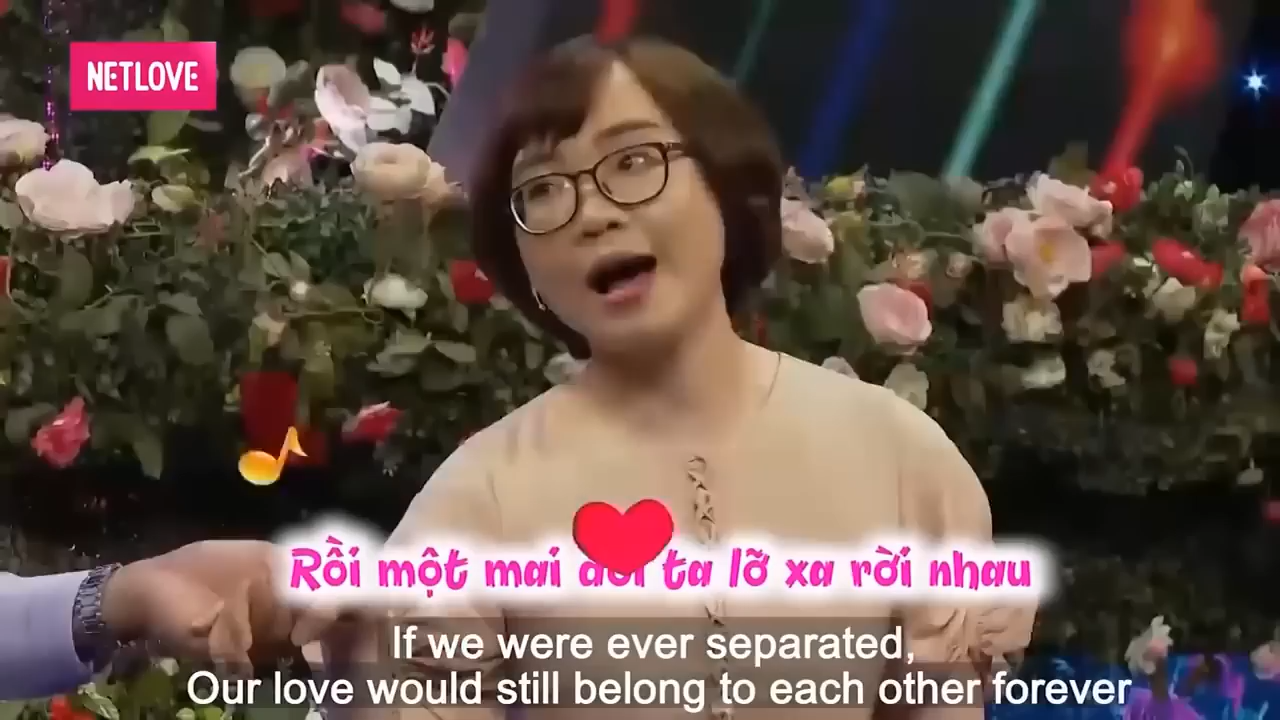 NETLOVE
Rồi một mai đôi ta lỡ xa rời nhau
If we were ever separated,
Our love would still belong to each other forever